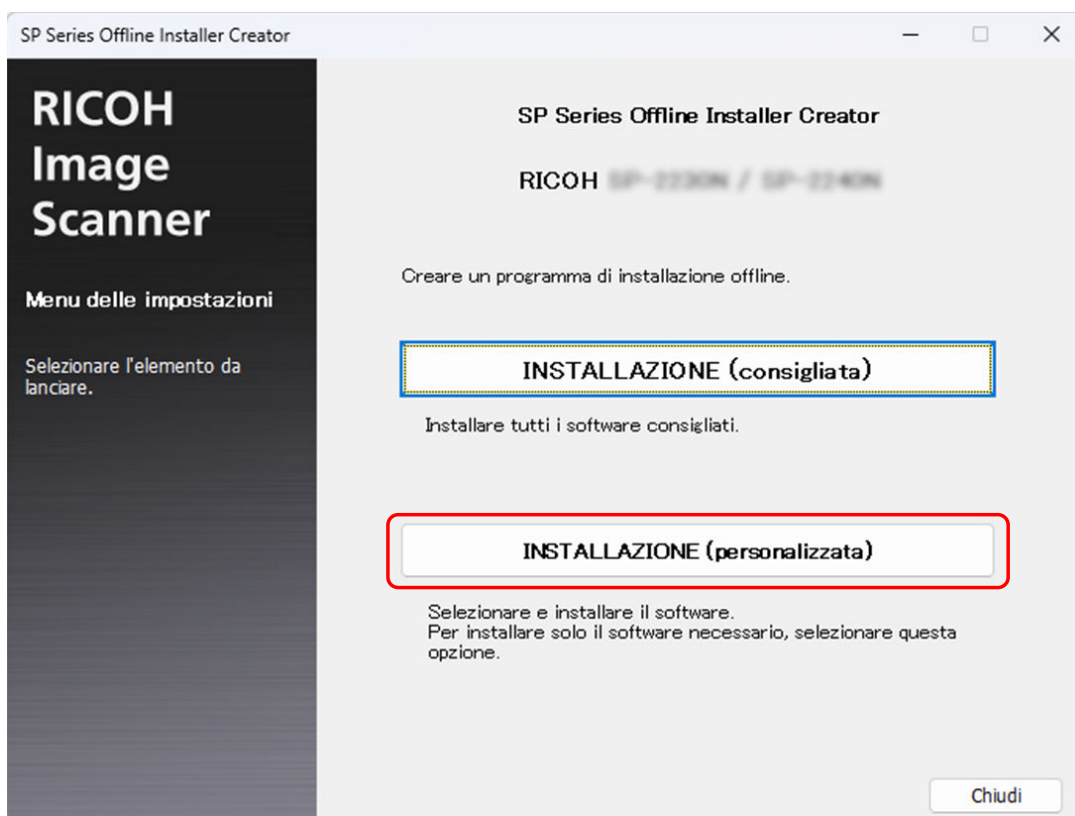 SP Series Offline Installer Creator
RICOH
Image
Scanner
Menu delle impostazioni
Selezionare l'elemento da
lanciare.
SP Series Offline Installer Creator
RICOH
Creare un programma di installazione offline.
INSTALLAZIONE (consigliata)
Installare tutti i software consigliati.
INSTALLAZIONE (personalizzata)
Selezionare e installare il software.
Per installare solo il software necessario, selezionare questa
opzione.
Chiudi